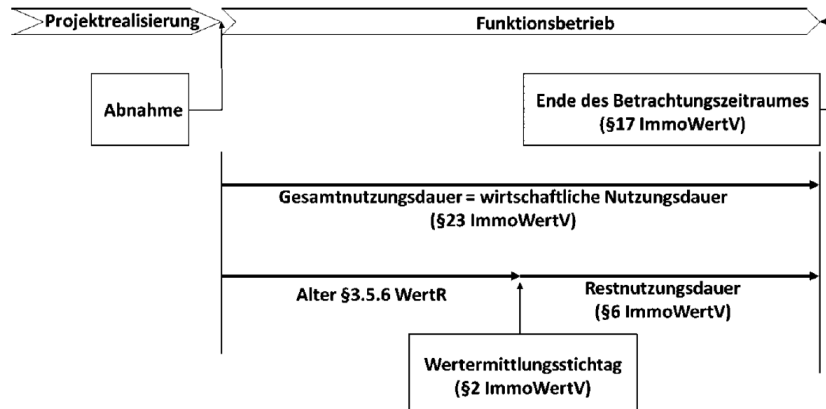 Projektrealisierung
Funktionsbetrieb
Abnahme
Ende des Betrachtungszeitraumes
(§17 ImmoWertV)
Gesamtnutzungsdauer = wirtschaftliche Nutzungsdauer
(§23 ImmoWertV)
Alter §3.5.6 WertR
Restnutzungsdauer
(§6 ImmoWertV)
Wertermittlungsstichtag
(§2 ImmoWertV)